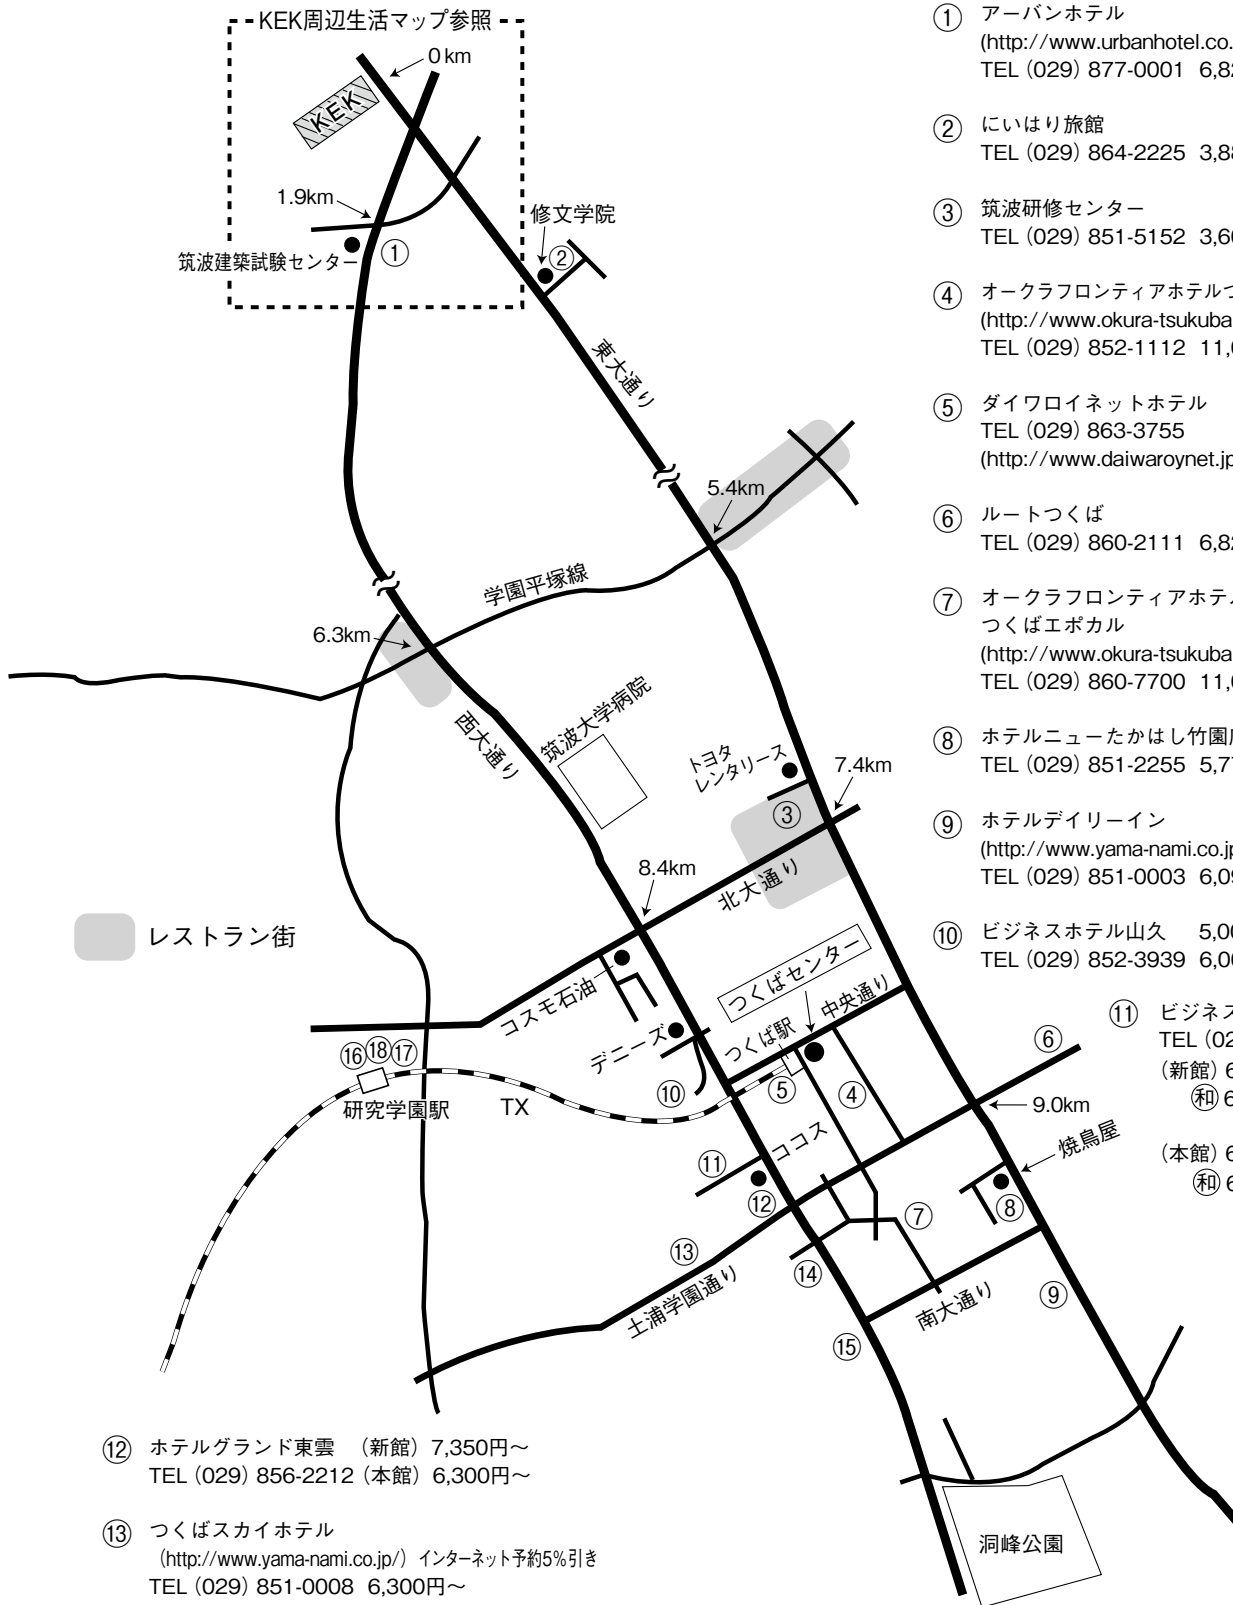 KEK周辺生活マップ参照
0km
KEK
1.9km
筑波建築試験センター
①
修文学院
②
東大通り
5.4km
学園平塚線
6.3km
西大通り
筑波大学病院
トヨタ
レンタリース
7.4km
③
8.4km
北大通り
レストラン街
コスモ石油
つくばセンター
デニーズ
つくば駅
中央通り
⑥
⑯⑱⑰
研究学園駅
TX
⑩
⑤
④
9.0km
焼鳥屋
⑪
ココス
⑫
⑦
⑧
⑬
土浦学園通り
⑭
南大通り
⑨
⑮
洞峰公園
① アーバンホテル
(http://www.urbanhotel.co.
TEL (029) 877-0001 6,82
② にいはり旅館
TEL (029) 864-2225 3,88
③ 筑波研修センター
TEL (029) 851-5152 3,60
④ オークラフロンティアホテルつ
(http://www.okura-tsukuba
TEL (029) 852-1112 11,0
⑤ ダイワロイネットホテル
TEL (029) 863-3755
(http://www.daiwaroynet.jp
⑥ ルートつくば
TEL (029) 860-2111 6,82
⑦ オークラフロンティアホテル
つくばエポカル
(http://www.okura-tsukuba
TEL (029) 860-7700 11,0
⑧ ホテルニューたかはし竹園
TEL (029) 851-2255 5,77
⑨ ホテルデイリーイン
(http://www.yama-nami.co.jp
TEL (029) 851-0003 6,09
⑩ ビジネスホテル山久 5,00
TEL (029) 852-3939 6,00
⑪ ビジネス
TEL (02
(新館) 6
㊓ 6
(本館) 6
㊓ 6
⑫ ホテルグランド東雲 (新館) 7,350円～
TEL (029) 856-2212 (本館) 6,300円～
⑬ つくばスカイホテル
(http://www.yama-nami.co.jp/) インターネット予約5%引き
TEL (029) 851-0008 6,300円～